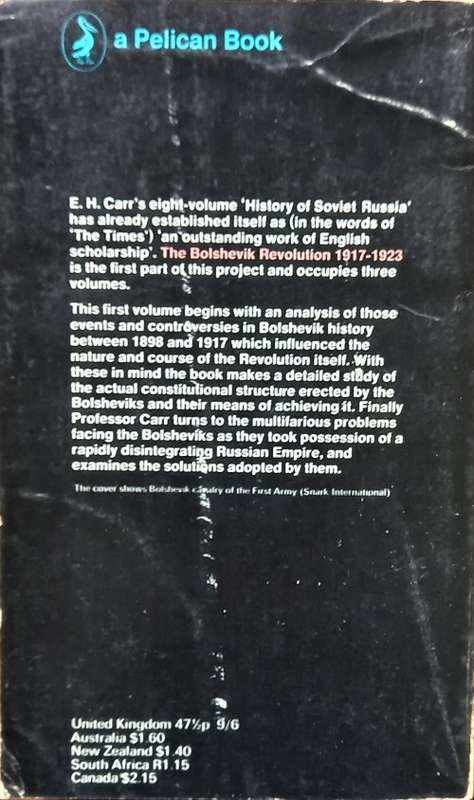 a Pelican Book
E. H. Carr's eight-volume 'History of Soviet Russia'
has already established itself as (in the words of
'The Times') 'an outstanding work of English
scholarship'. The Bolshevik Revolution 1917-1923
is the first part of this project and occupies three
volumes.
This first volume begins with an analysis of those
events and controversies in Bolshevik history
between 1898 and 1917 which influenced the
nature and course of the Revolution itself. With
these in mind the book makes a detailed study of
the actual constitutional structure erected by the
Bolsheviks and their means of achieving it. Finally
Professor Carr turns to the multifarious problems
facing the Bolsheviks as they took possession of a
rapidly disintegrating Russian Empire, and
examines the solutions adopted by them.
The cover shows Bolshevik cavalry of the First Army (Snark International)
United Kingdom 47½p 9/6
Australia $1.60
New Zealand $1.40
South Africa R1.15
Canada $2.15